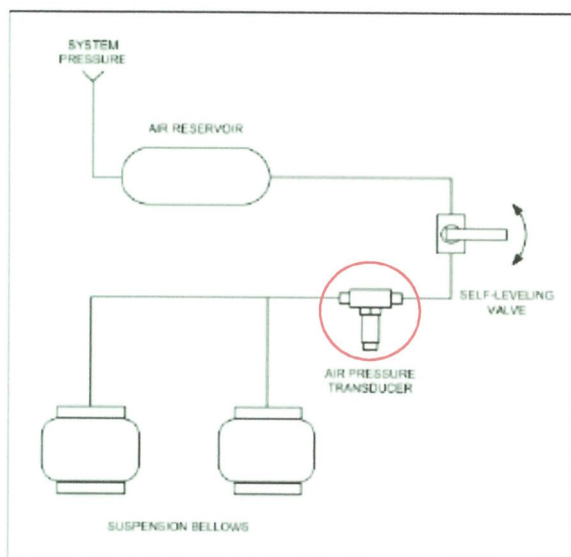 SYSTEM
PRESSURE
AIR RESERVOIR
SELF-LEVELING
VALVE
AIR PRESSURE
TRANSDUCER
SUSPENSION BELLOWS